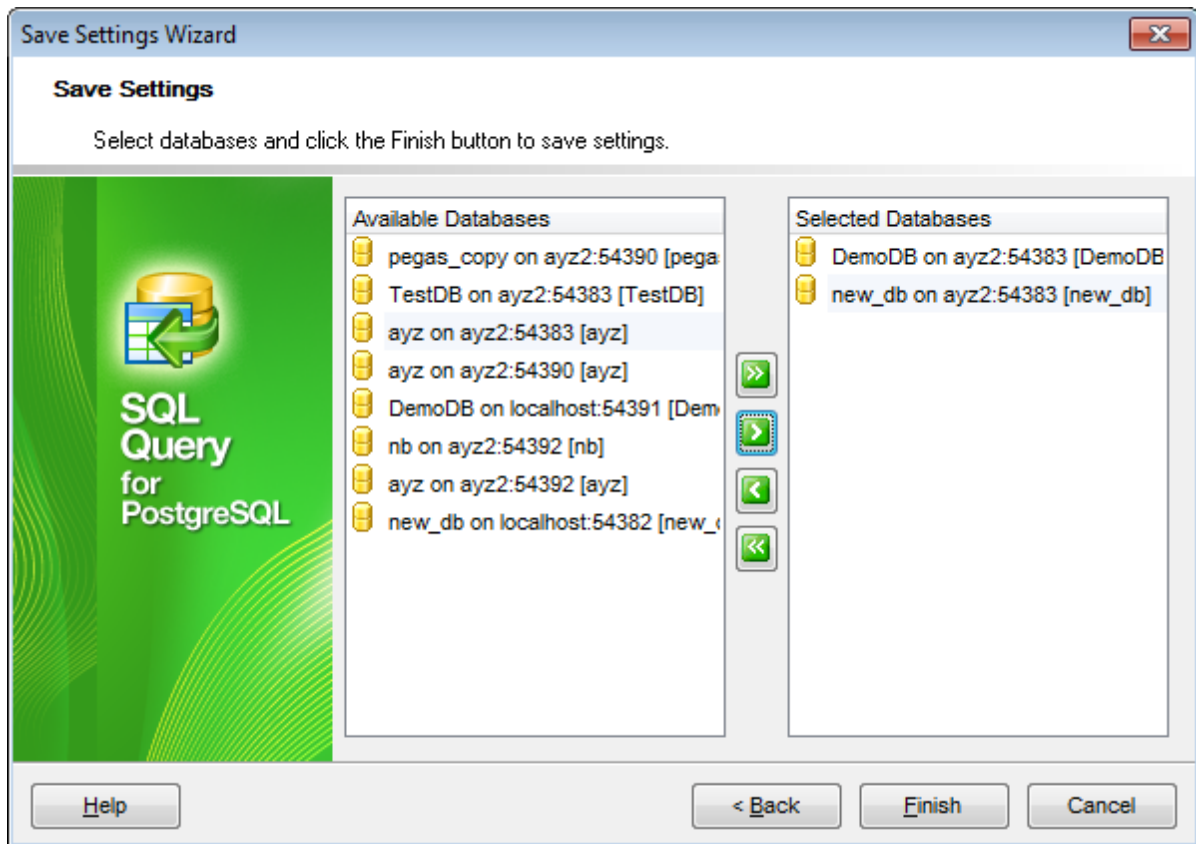 Save Settings Wizard
Save Settings
Select databases and click the Finish button to save settings.
SQL
Query
for
PostgreSQL
Available Databases
pegas_copy on ayz2:54390 [pega
TestDB on ayz2:54383 [TestDB]
ayz on ayz2:54383 [ayz]
ayz on ayz2:54390 [ayz]
DemoDB on localhost:54391 [Dem
nb on ayz2:54392 [nb]
ayz on ayz2:54392 [ayz]
new_db on localhost:54382 [new_
Selected Databases
DemoDB on ayz2:54383 [DemoDB
new_db on ayz2:54383 [new_db]
Help
< Back
Finish
Cancel